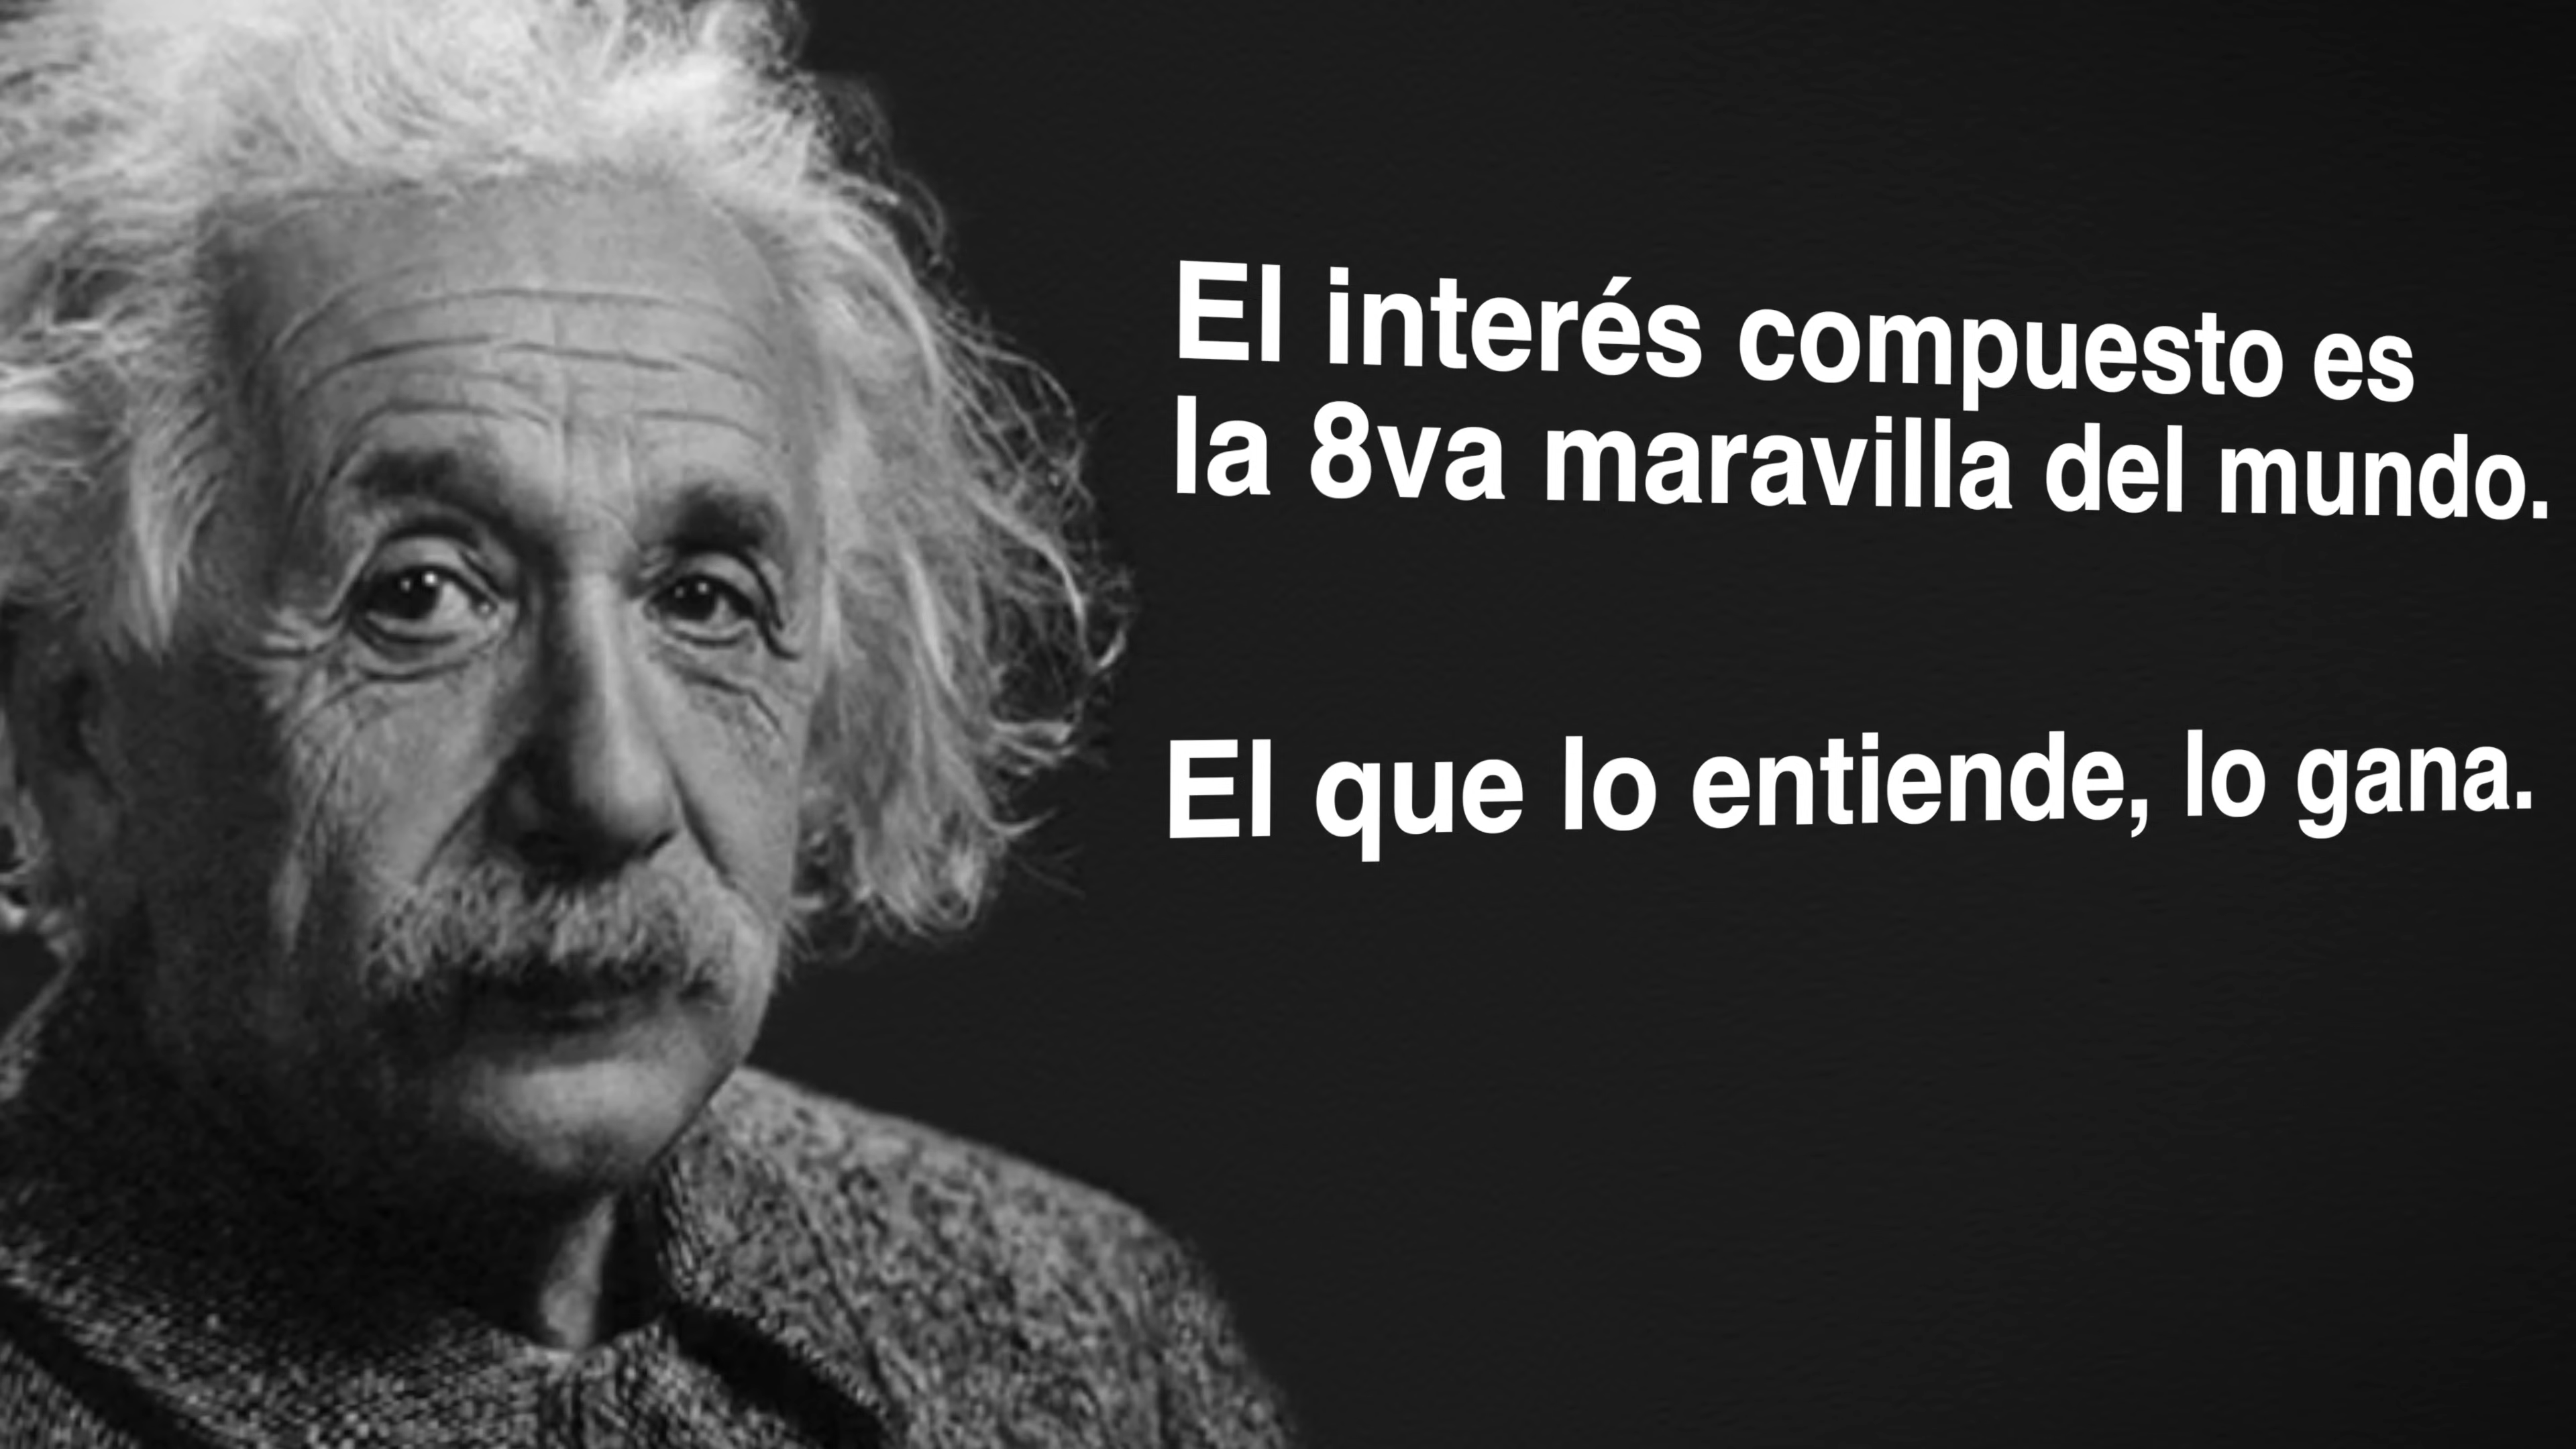 El interés compuesto es
la 8va maravilla del mundo.
El que lo entiende, lo gana.